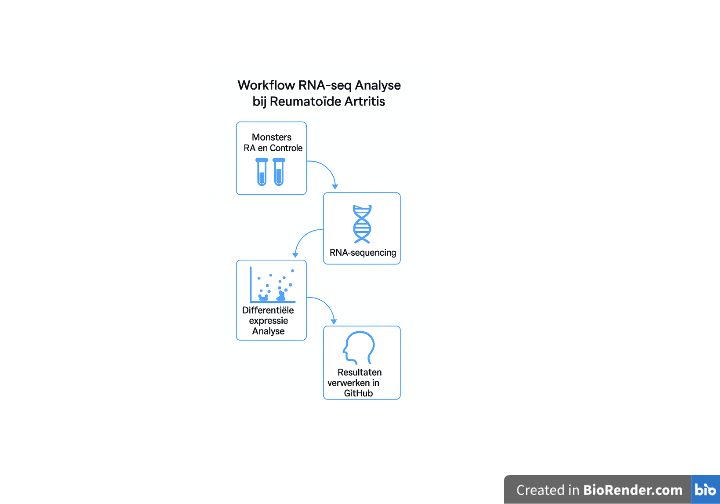 Workflow RNA-seq Analyse
bij Reumatoïde Artritis
Monsters
RA en Controle
RNA-sequencing
Differentiële
expressie
Analyse
Resultaten
verwerken in
GitHub
Created in BioRender.com bio